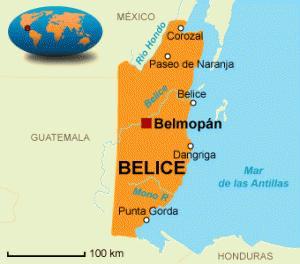 MÉXICO
Río Hondo
Corozal
Paseo de Naranja
Belice
Belice
Belmopán
GUATEMALA
Dangriga
BELICE
Mar
de las Antillas
Mono R.
Punta Gorda
100 km
HONDURAS